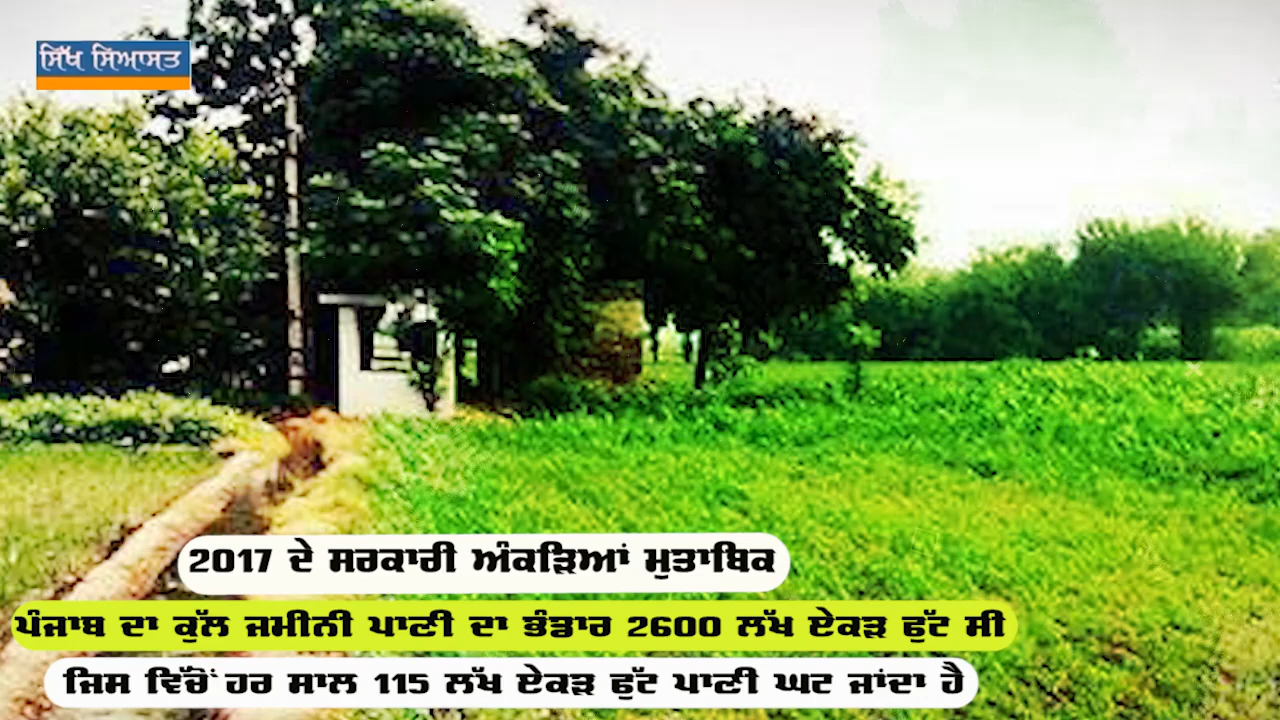 ਸਿੱਖ ਸਿਆਸਤ
2017 ਦੇ ਸਰਕਾਰੀ ਅੰਕੜਿਆਂ ਮੁਤਾਬਿਕ
ਪੰਜਾਬ ਦਾ ਕੁੱਲ ਜਮੀਨੀ ਪਾਣੀ ਦਾ ਭੰਡਾਰ 2600 ਲੱਖ ਏਕੜ ਫੁੱਟ ਸੀ
ਜਿਸ ਵਿੱਚੋਂ ਹਰ ਸਾਲ 115 ਲੱਖ ਏਕੜ ਫੁੱਟ ਪਾਣੀ ਘਟ ਜਾਂਦਾ ਹੈ